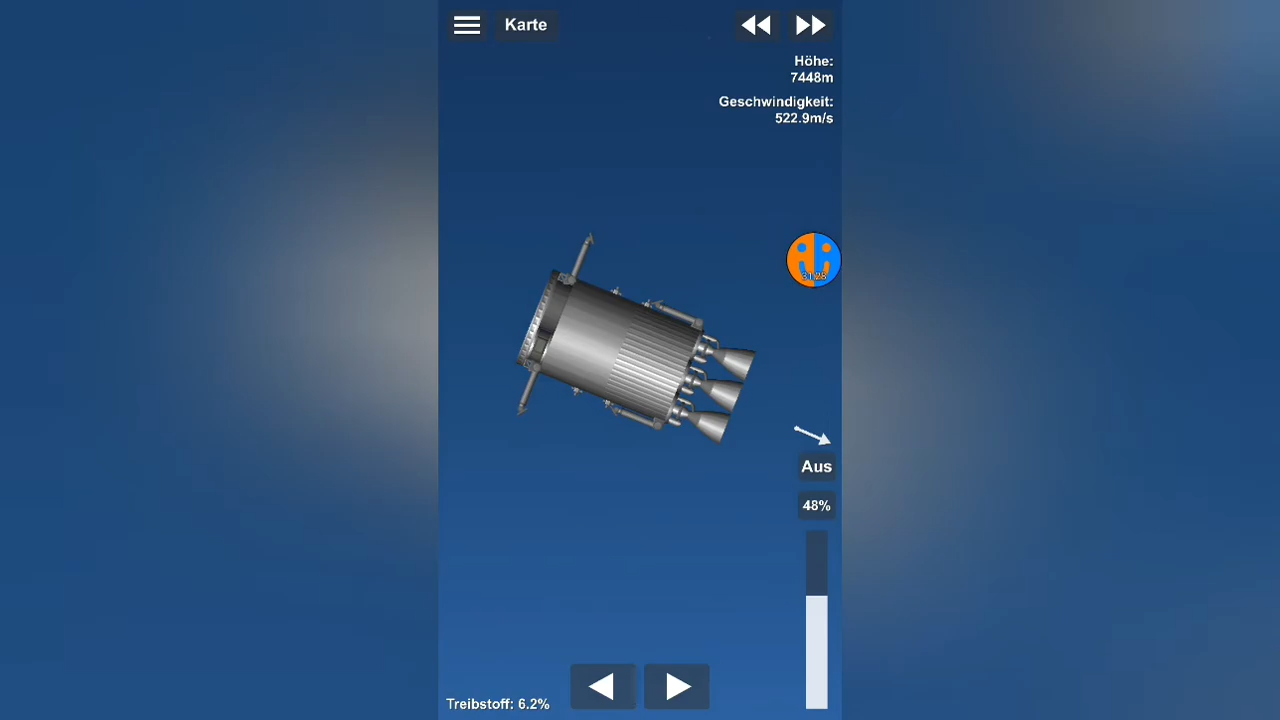 Karte
Höhe:
7448m
Geschwindigkeit:
522.9m/s
Aus
48%
Treibstoff: 6.2%